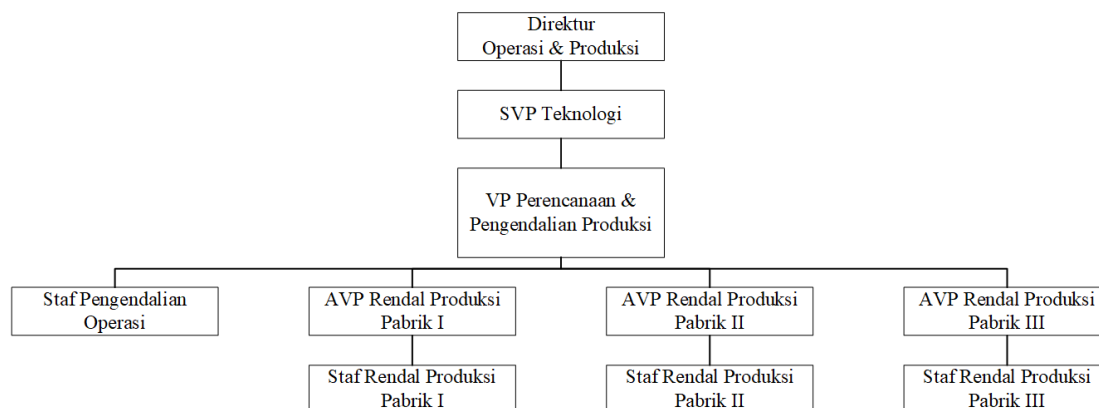 Direktur
Operasi & Produksi
SVP Teknologi
VP Perencanaan &
Pengendalian Produksi
Staf Pengendalian
Operasi
AVP Rendal Produksi
Pabrik I
AVP Rendal Produksi
Pabrik II
AVP Rendal Produksi
Pabrik III
Staf Rendal Produksi
Pabrik I
Staf Rendal Produksi
Pabrik II
Staf Rendal Produksi
Pabrik III